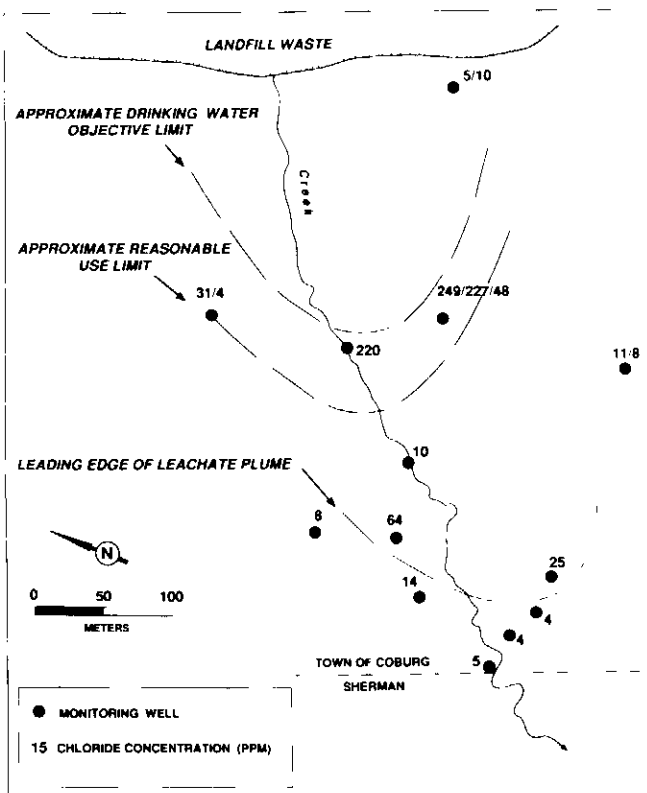 LANDFILL WASTE
5/10
APPROXIMATE DRINKING WATER
OBJECTIVE LIMIT
Creek
APPROXIMATE REASONABLE
USE LIMIT
31/4
249/227/48
220
11/8
10
LEADING EDGE OF LEACHATE PLUME
8
64
N
25
14
0 50 100
METERS
4
4
5
TOWN OF COBURG
SHERMAN
MONITORING WELL
15 CHLORIDE CONCENTRATION (PPM)